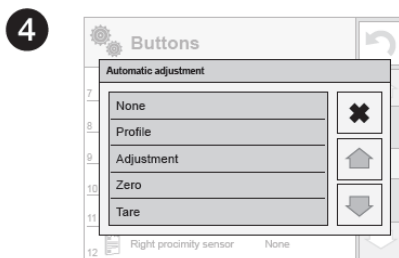 4
Buttons
Automatic adjustment
7
None
8
Profile
9
Adjustment
10
Zero
11
Tare
12 Right procimity sensor None